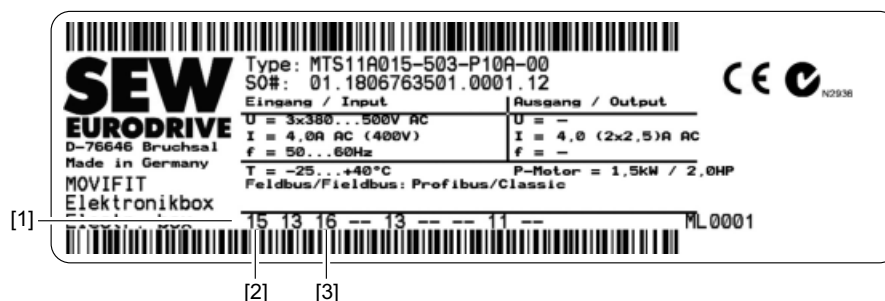 SEW
EURODRIVE
D-76646 Bruchsal
Made in Germany
MOVIFIT
Elektronikbox
Type: MTS11A015-503-P10A-00
SO#: 01.1806763501.0001.12
Eingang / Input
U = 3x380...500V AC
I = 4,0A AC (400V)
f = 50...60Hz
Ausgang / Output
U = –
I = 4,0 (2x2,5)A AC
f = –
T = -25...+40°C
P-Motor = 1,5kW / 2,0HP
Feldbus/Fieldbus: Profibus/Classic
15 13 16 -- 13 -- -- 11 --
ML0001
CE
N2936
[1]
[2]
[3]